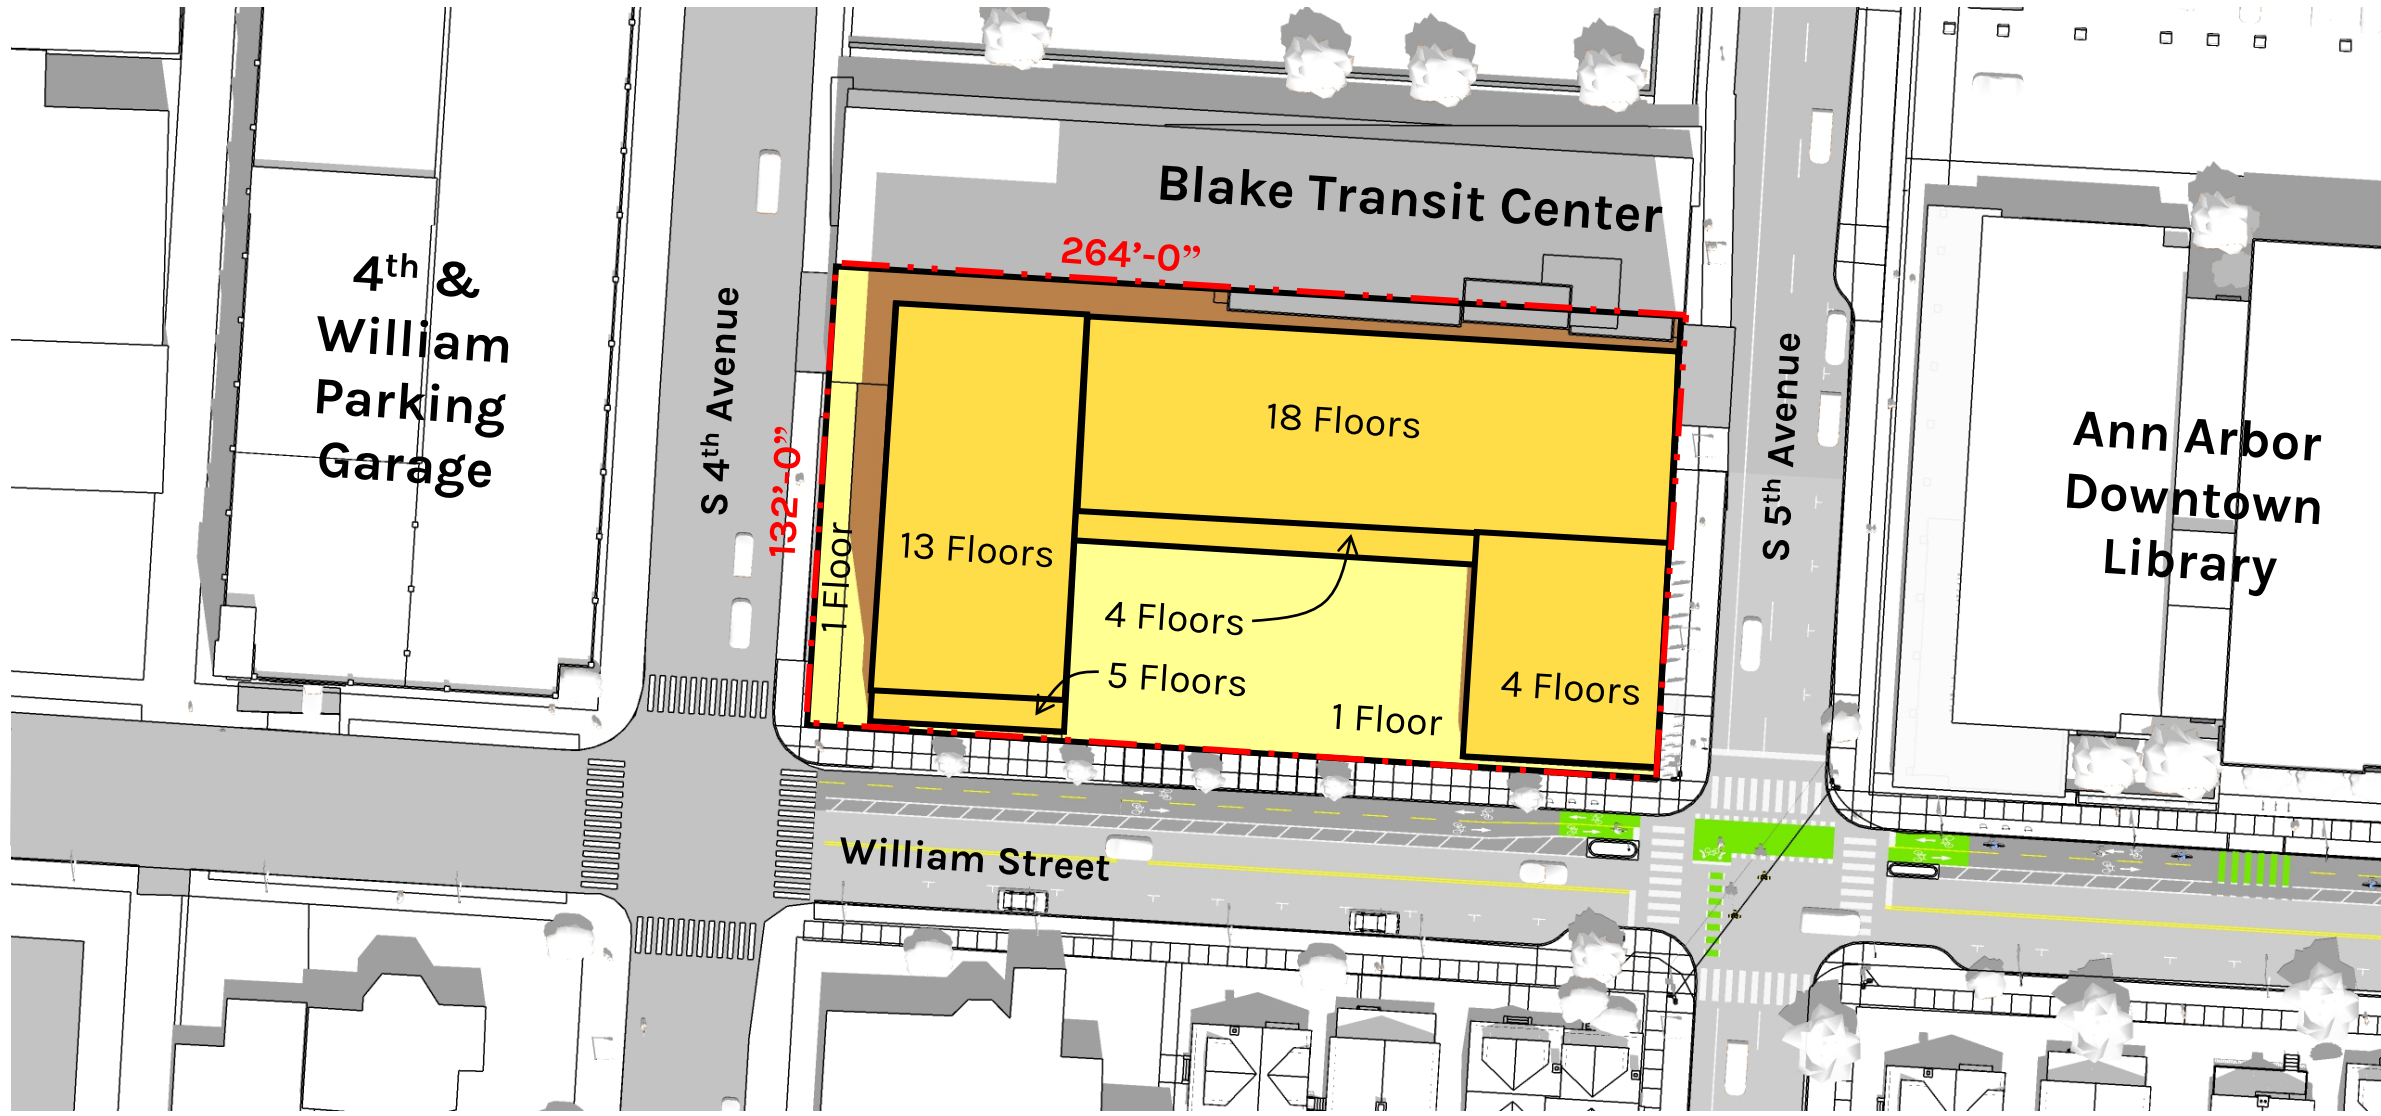 Blake Transit Center
264’-0”
4th &
William
Parking
Garage
S 4th Avenue
132’-0”
1 Floor
13 Floors
18 Floors
4 Floors
5 Floors
1 Floor
4 Floors
S 5th Avenue
Ann Arbor
Downtown
Library
William Street